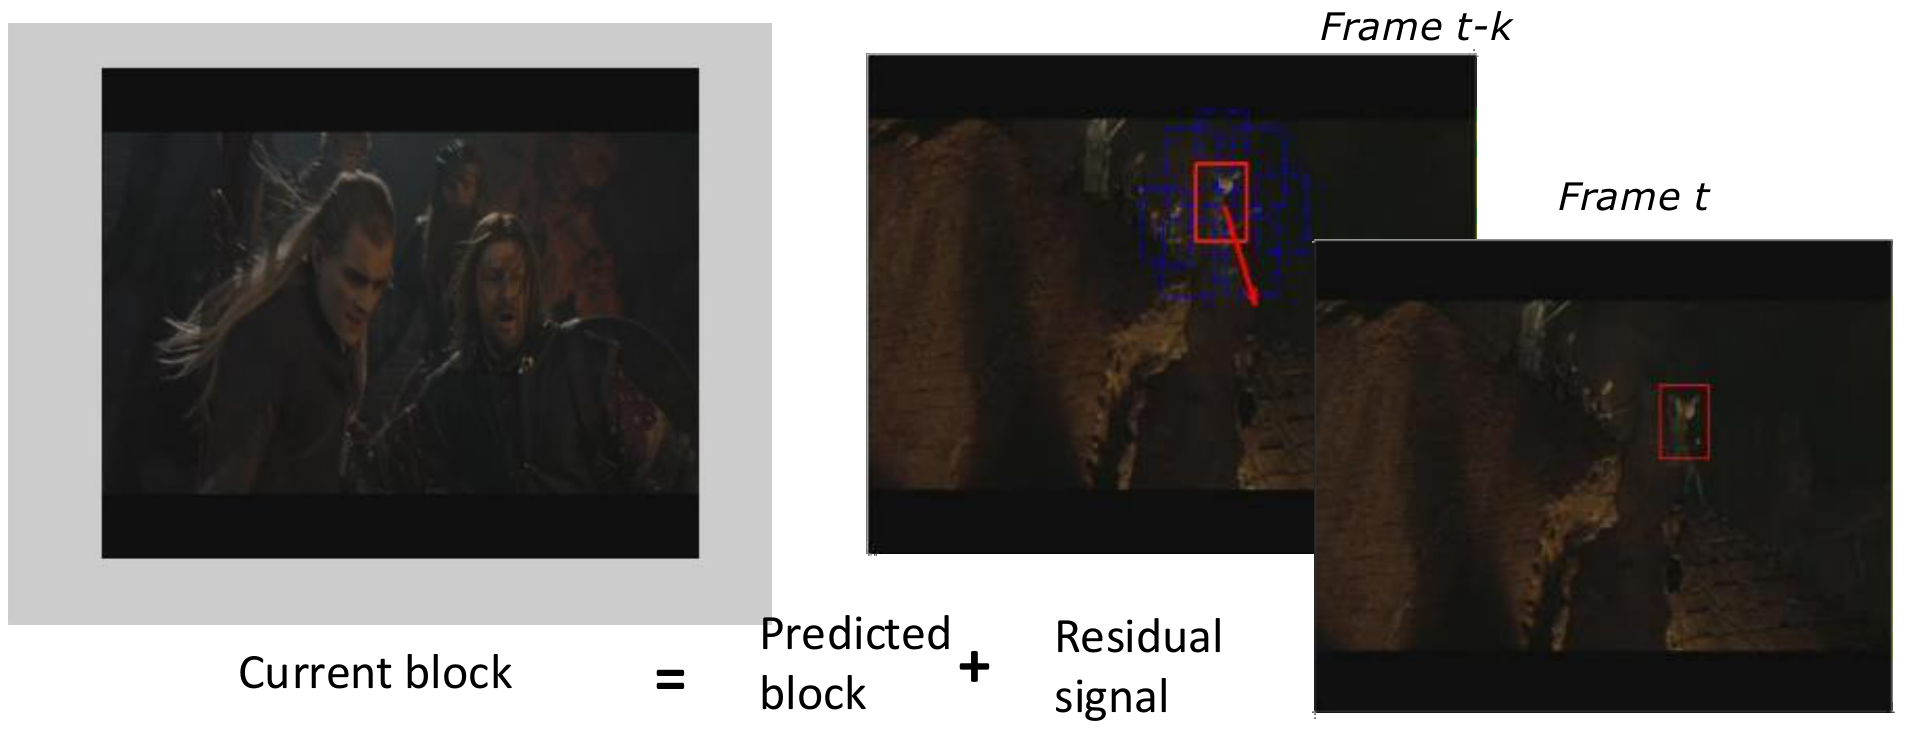 Frame t-k
Frame t
Current block
=
Predicted
block
+
Residual
signal